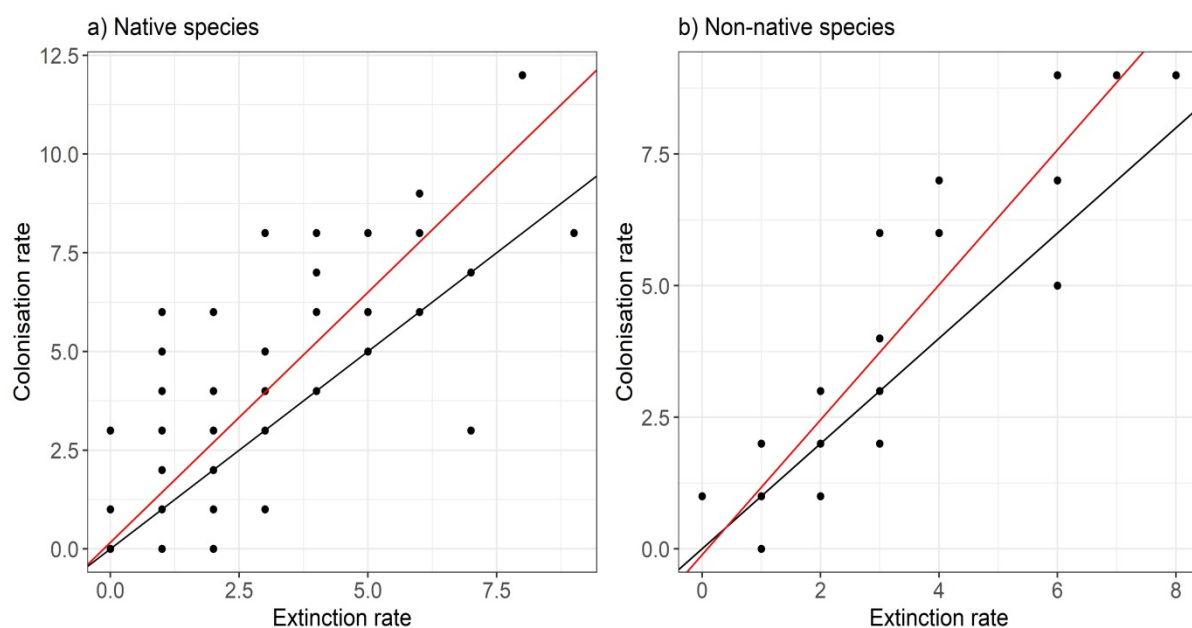 a) Native species
12.5
10.0
7.5
5.0
2.5
0.0
Colonisation rate
0.0 2.5 5.0 7.5
Extinction rate
b) Non-native species
7.5
5.0
2.5
0.0
Colonisation rate
0 2 4 6 8
Extinction rate